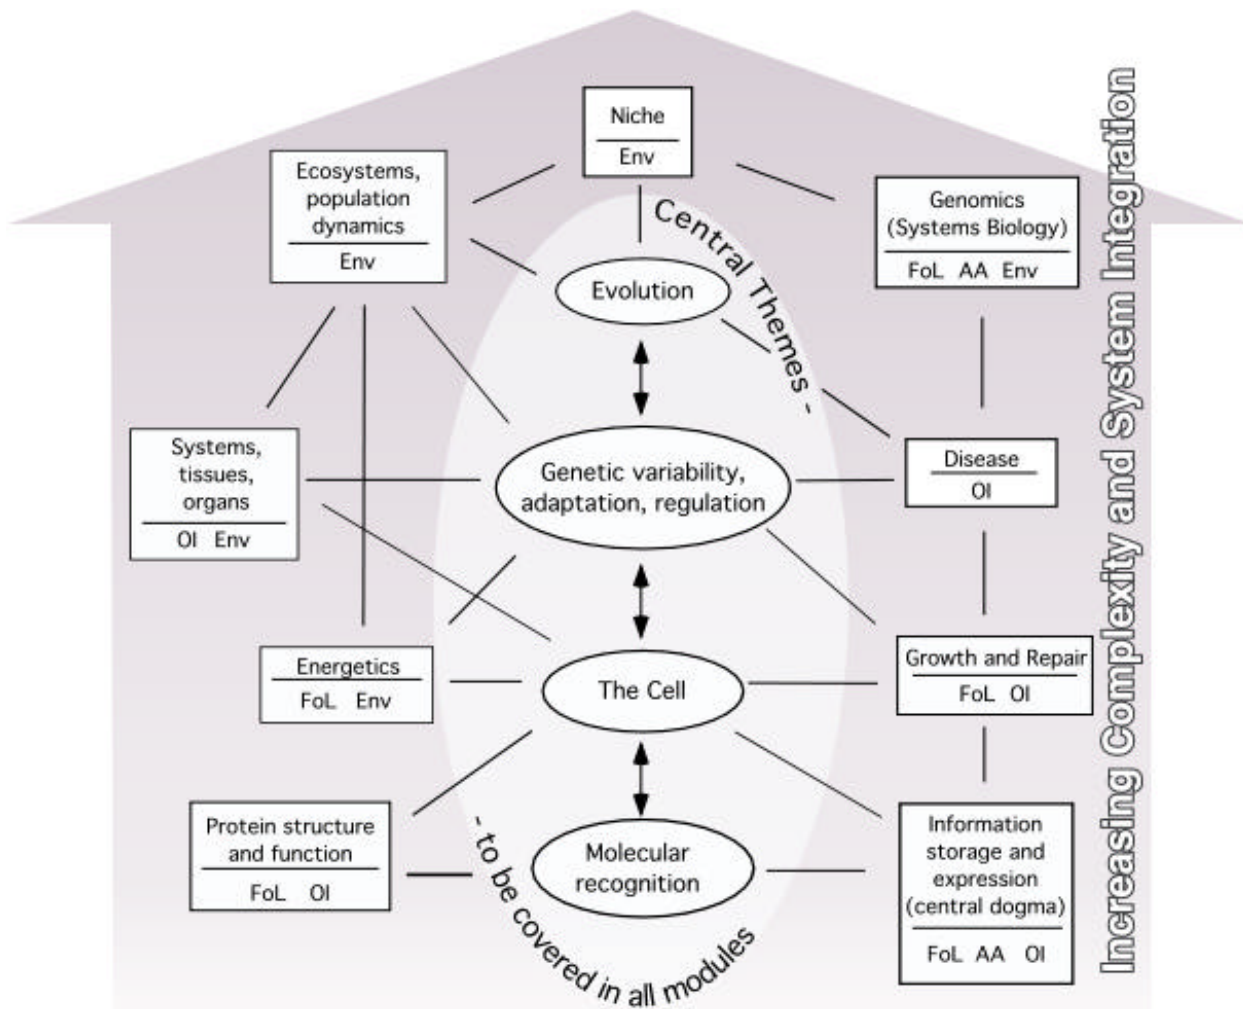 Niche
Env
Ecosystems,
population
dynamics
Env
Genomics
(Systems Biology)
FoL AA Env
Central Themes -
Evolution
Systems,
tissues,
organs
OI Env
Genetic variability,
adaptation, regulation
Disease
OI
Energetics
FoL Env
The Cell
Growth and Repair
FoL OI
Protein structure
and function
FoL OI
Molecular
recognition
Information
storage and
expression
(central dogma)
FoL AA OI
- to be covered in all modules
Increasing Complexity and System Integration